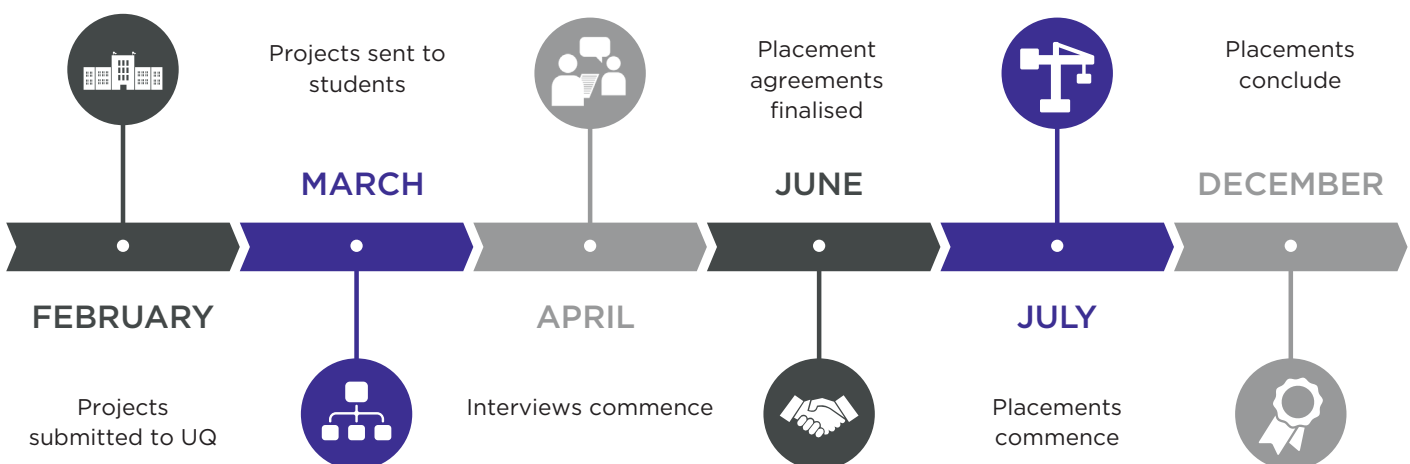 FEBRUARY
Projects
submitted to UQ
Projects sent to
students
MARCH
APRIL
Interviews commence
Placement
agreements
finalised
JUNE
JULY
Placements
commence
Placements
conclude
DECEMBER